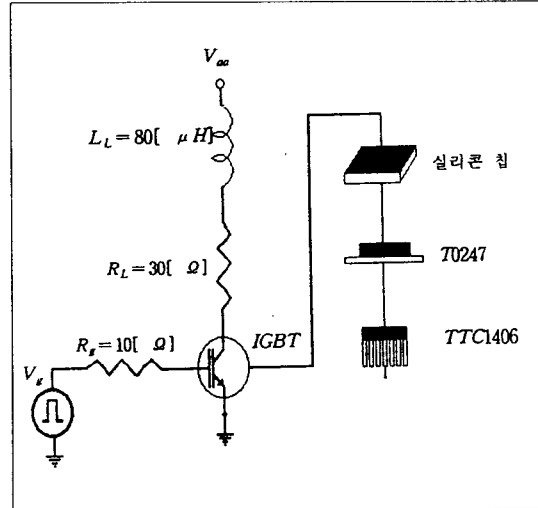 V_aa
L_L = 80[ μH]
실리콘 칩
R_L = 30[ Ω]
T0247
R_g = 10[ Ω]
IGBT
TTC1406
V_g